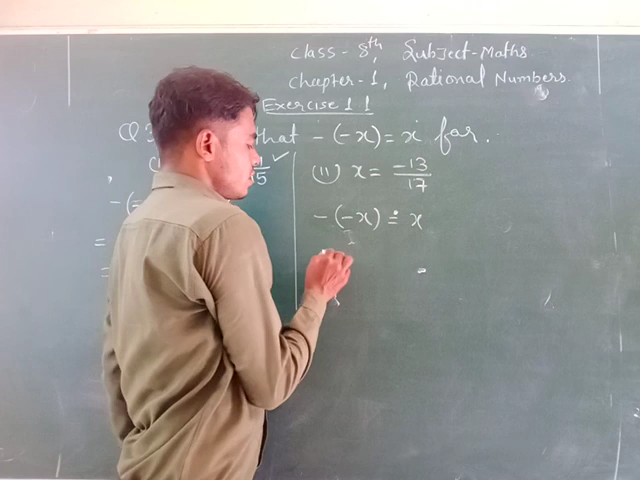 Class - 8th, Subject - Maths
Chapter - 1, Rational Numbers
Exercise 1.1
Q that - (-x) = x for.
(ii) x = -13/17
- (-x) = x